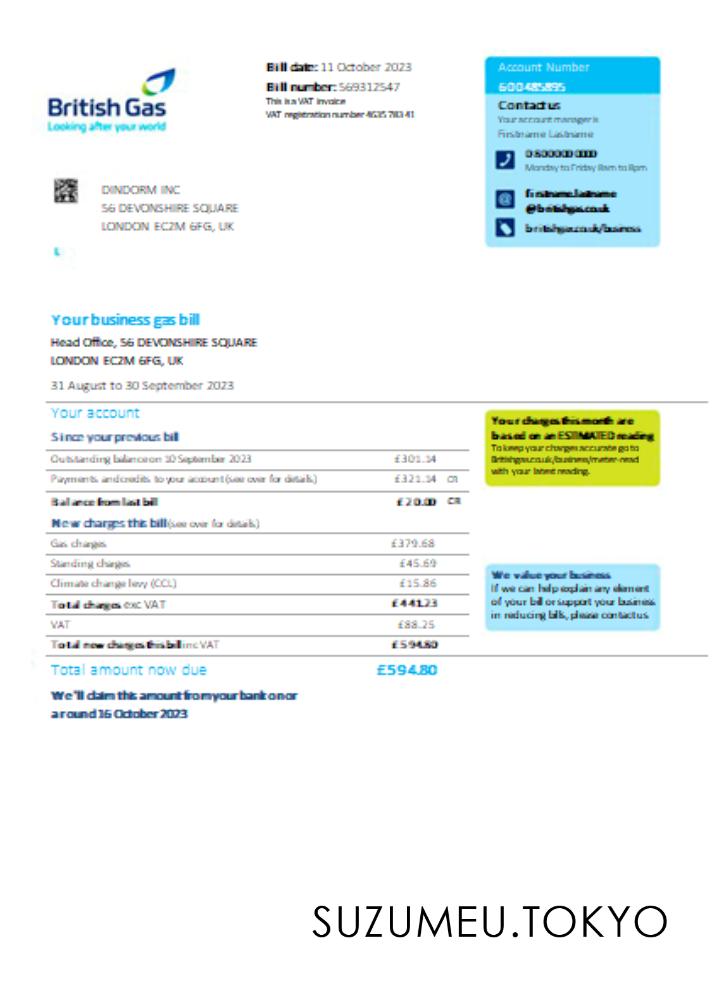 British Gas
Looking after your world
Bill date: 11 October 2023
Bill number: 569312547
This is a VAT invoice
VAT registration number 4635 783 41
Account Number
600485895
Contact us
Your account manager is
Firstname Lastname
0800 000 0000
Monday to Friday 8am to 8pm
firstname.lastname
@britishgas.co.uk
britishgas.co.uk/business
DINDORM INC
56 DEVONSHIRE SQUARE
LONDON EC2M 6FG, UK
Your business gas bill
Head Office, 56 DEVONSHIRE SQUARE
LONDON EC2M 6FG, UK
31 August to 30 September 2023
Your account
Since your previous bill
Outstanding balance on 10 September 2023 £301.14
Payments and credits to your account (see over for details) £321.14 CR
Balance from last bill £20.00 CR
New charges this bill (see over for details)
Gas charges £379.68
Standing charges £45.69
Climate change levy (CCL) £15.86
Total charges exc VAT £441.23
VAT £88.25
Total new charges this bill inc VAT £594.80
Total amount now due £594.80
We'll claim this amount from your bank on or
around 16 October 2023
Your charges this month are
based on an ESTIMATED reading
To keep your charges accurate go to
Britishgas.co.uk/business/meter-read
with your latest reading.
We value your business
If we can help explain any element
of your bill or support your business
in reducing bills, please contact us
SUZUMEU.TOKYO